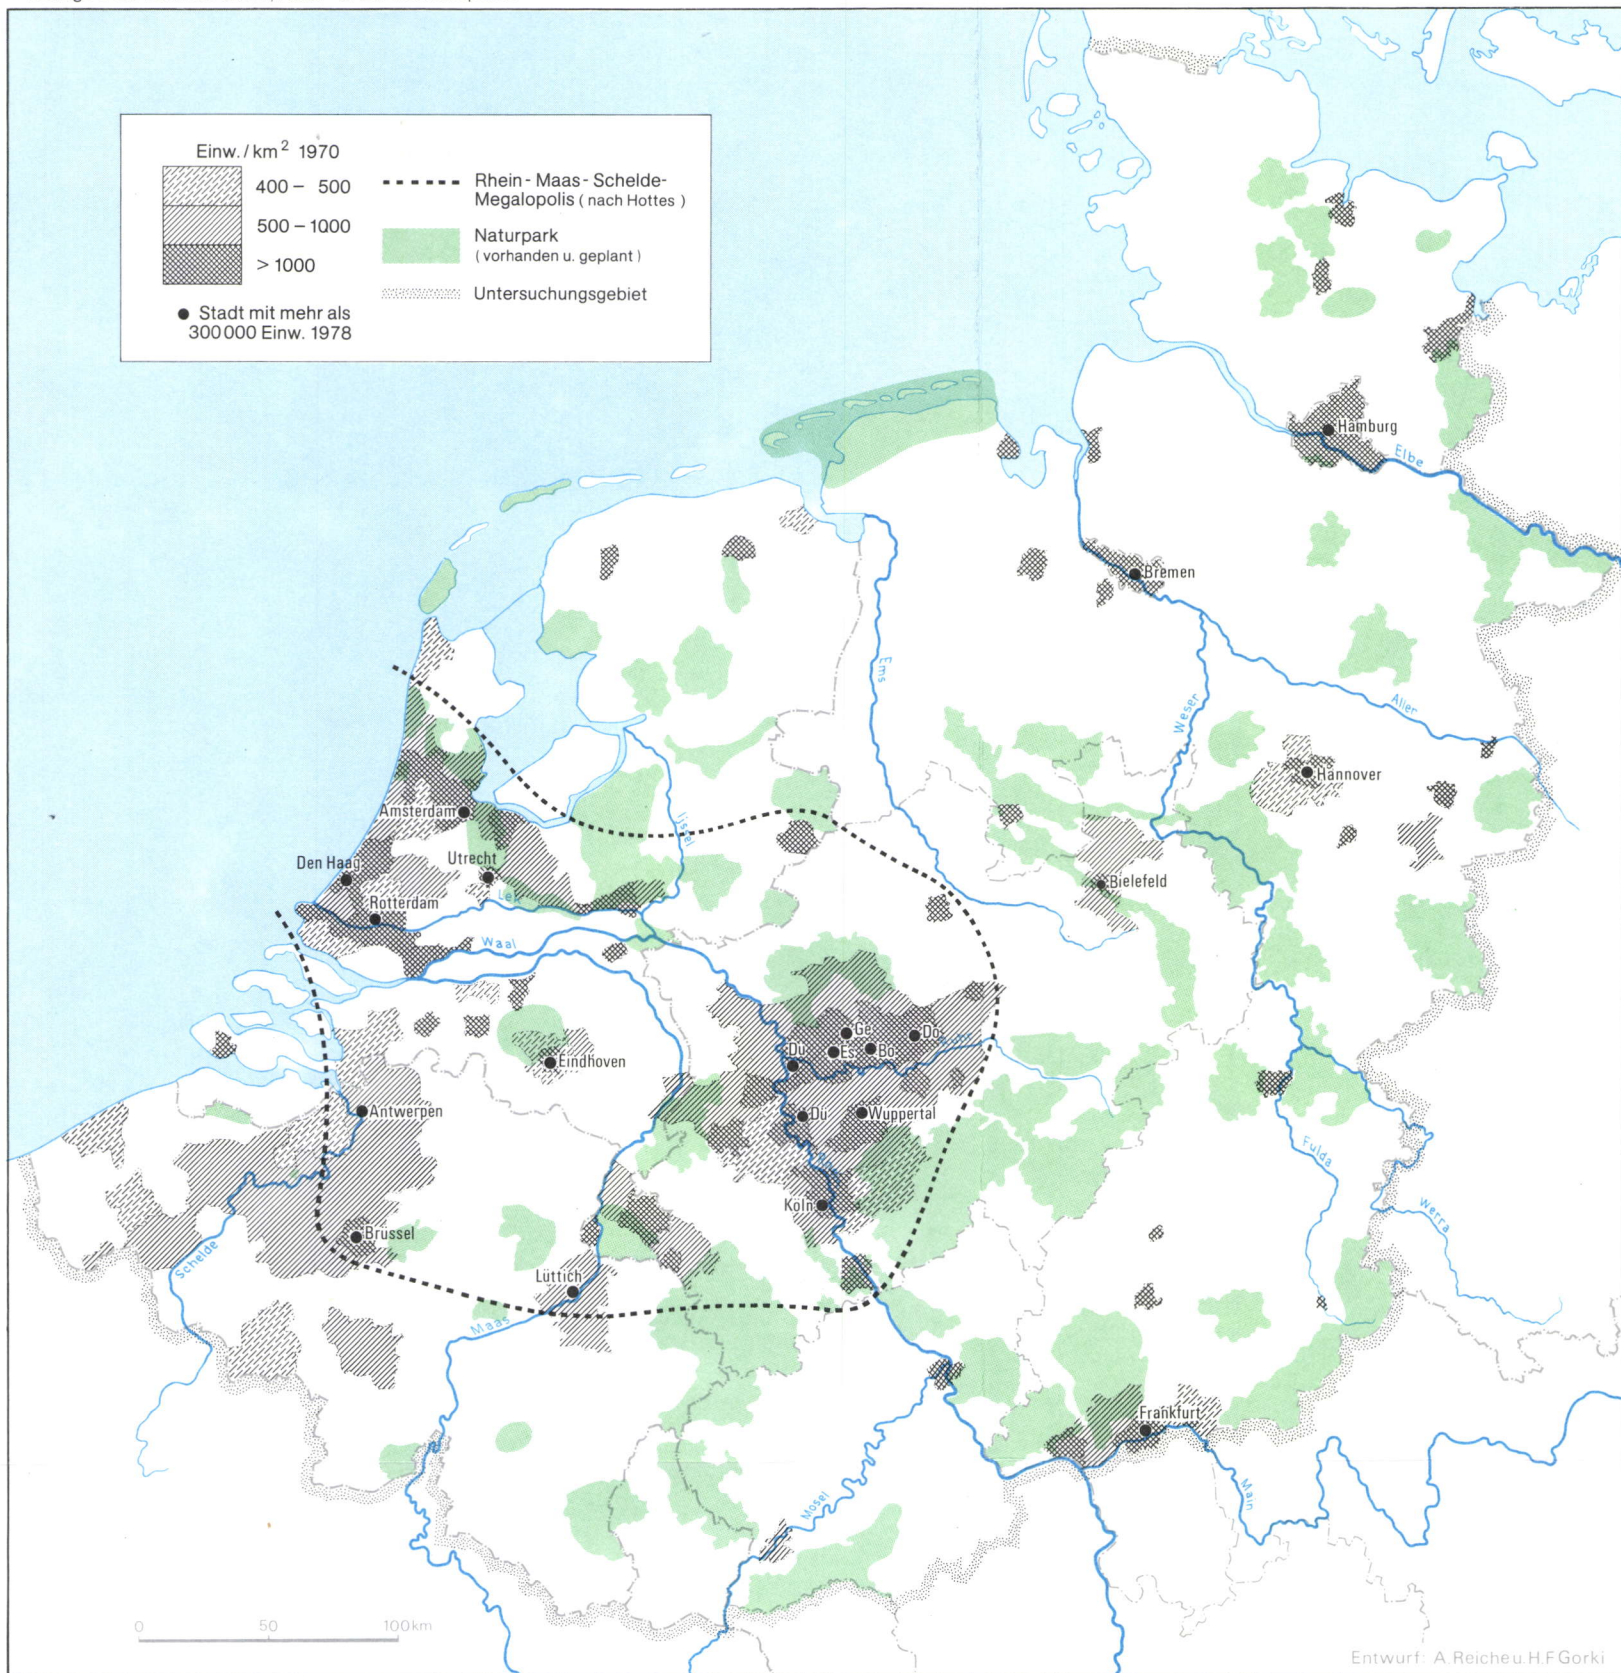 Einw. / km² 1970
400 – 500
500 – 1000
> 1000
Stadt mit mehr als
300 000 Einw. 1978
Rhein - Maas - Schelde-
Megalopolis ( nach Hottes )
Naturpark
( vorhanden u. geplant )
Untersuchungsgebiet
Hamburg
Elbe
Bremen
Ems
Weser
Aller
Hannover
Amsterdam
Ijssel
Den Haag
Utrecht
Lek
Rotterdam
Waal
Bielefeld
Ge
Do
Es
Bo
Du
Eindhoven
Antwerpen
Dü
Wuppertal
Fulda
Köln
Werra
Brüssel
Schelde
Lüttich
Maas
Frankfurt
Mosel
Main
0 50 100 km
Entwurf: A. Reiche u. H.F. Gorki